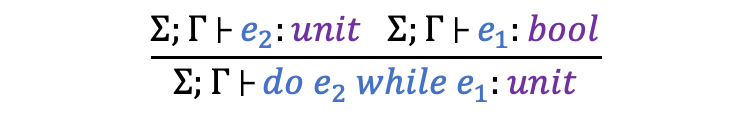 Σ; Γ ⊢ e₂: unit Σ; Γ ⊢ e₁: bool
Σ; Γ ⊢ do e₂ while e₁: unit